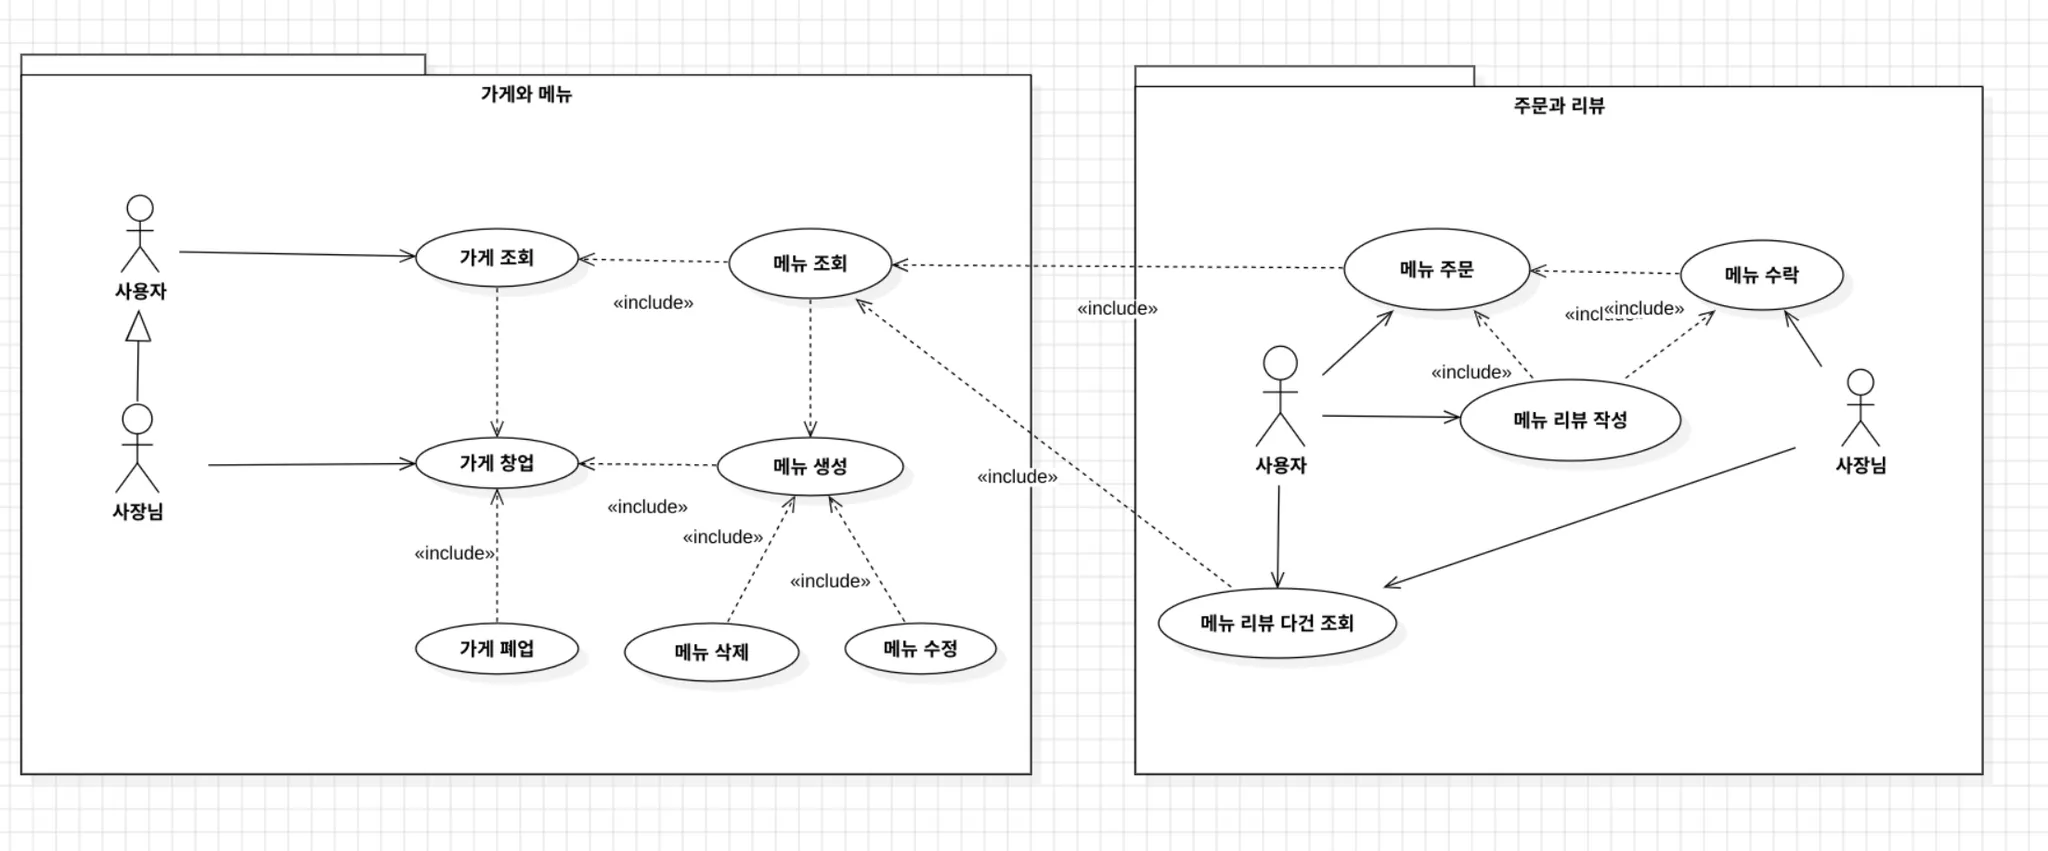 가게와 메뉴
사용자
가게 조회
«include»
메뉴 조회
사장님
가게 창업
«include»
메뉴 생성
«include»
«include»
«include»
가게 폐업
메뉴 삭제
메뉴 수정
«include»
«include»
주문과 리뷰
메뉴 주문
메뉴 수락
«include»
«include»
메뉴 리뷰 작성
사용자
사장님
메뉴 리뷰 다건 조회